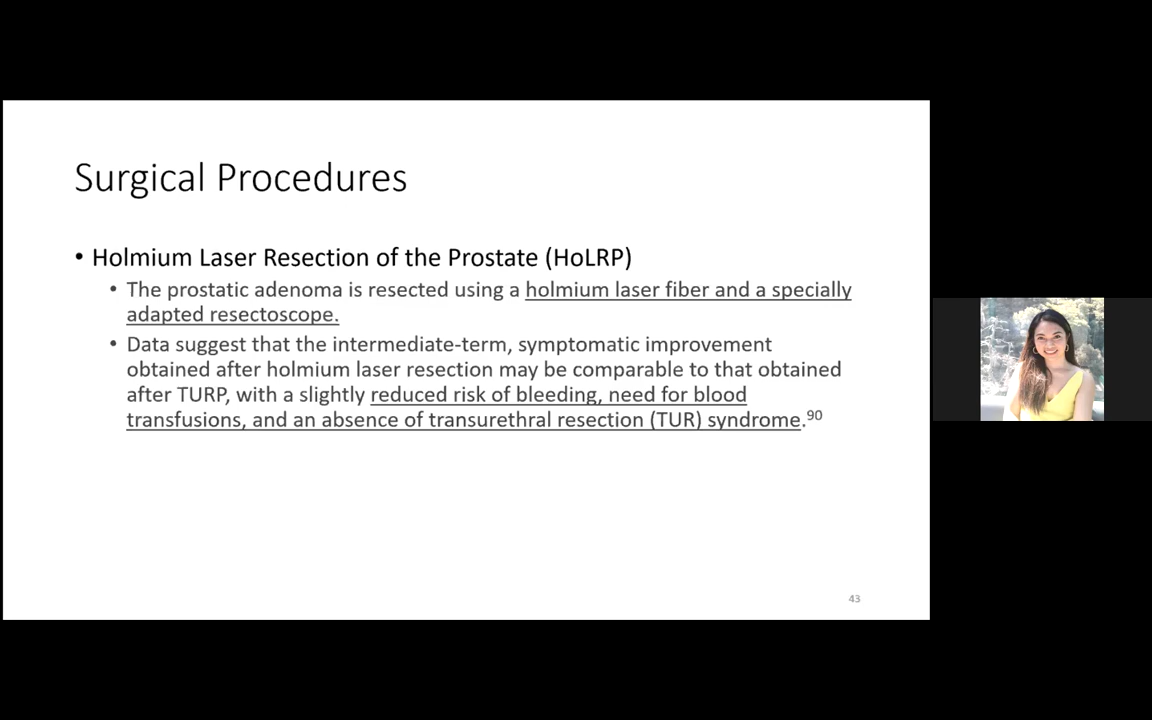 Surgical Procedures
• Holmium Laser Resection of the Prostate (HoLRP)
• The prostatic adenoma is resected using a holmium laser fiber and a specially
adapted resectoscope.
• Data suggest that the intermediate-term, symptomatic improvement
obtained after holmium laser resection may be comparable to that obtained
after TURP, with a slightly reduced risk of bleeding, need for blood
transfusions, and an absence of transurethral resection (TUR) syndrome.90
43